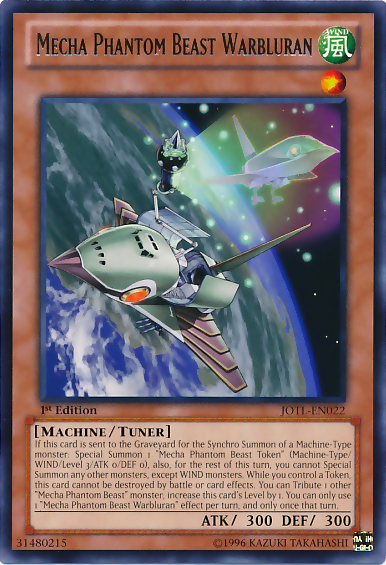 MECHA PHANTOM BEAST WARBLURAN
WIND
風
1st Edition
JOTL-EN022
[MACHINE / TUNER]
If this card is sent to the Graveyard for the Synchro Summon of a Machine-Type
monster: Special Summon 1 "Mecha Phantom Beast Token" (Machine-Type/
WIND/Level 3/ATK 0/DEF 0), also, for the rest of this turn, you cannot Special
Summon any other monsters, except WIND monsters. While you control a Token,
this card cannot be destroyed by battle or card effects. You can Tribute 1 other
"Mecha Phantom Beast" monster; increase this card's Level by 1. You can only use
1 "Mecha Phantom Beast Warbluran" effect per turn, and only once that turn.
ATK / 300 DEF / 300
31480215
©1996 KAZUKI TAKAHASHI